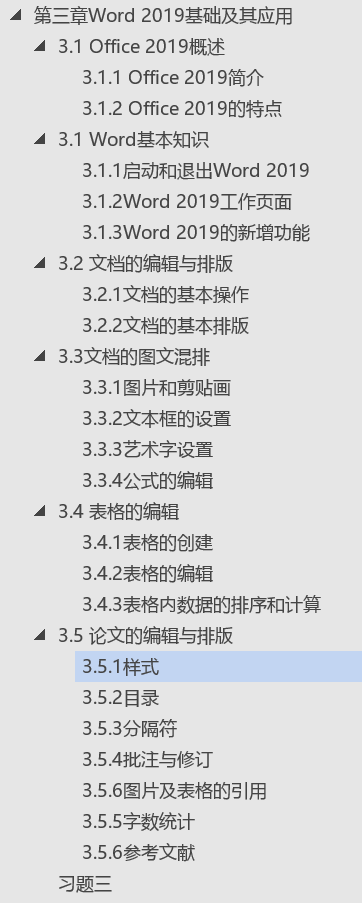 第三章Word 2019基础及其应用
3.1 Office 2019概述
3.1.1 Office 2019简介
3.1.2 Office 2019的特点
3.1 Word基本知识
3.1.1启动和退出Word 2019
3.1.2Word 2019工作页面
3.1.3Word 2019的新增功能
3.2 文档的编辑与排版
3.2.1文档的基本操作
3.2.2文档的基本排版
3.3文档的图文混排
3.3.1图片和剪贴画
3.3.2文本框的设置
3.3.3艺术字设置
3.3.4公式的编辑
3.4 表格的编辑
3.4.1表格的创建
3.4.2表格的编辑
3.4.3表格内数据的排序和计算
3.5 论文的编辑与排版
3.5.1样式
3.5.2目录
3.5.3分隔符
3.5.4批注与修订
3.5.6图片及表格的引用
3.5.5字数统计
3.5.6参考文献
习题三